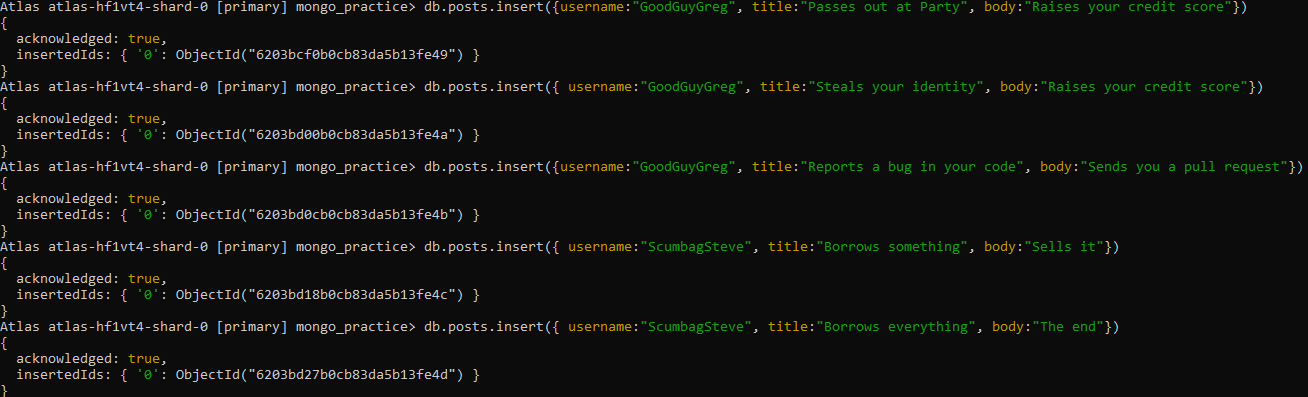 Atlas atlas-hf1vt4-shard-0 [primary] mongo_practice> db.posts.insert({username:"GoodGuyGreg", title:"Passes out at Party", body:"Raises your credit score"})
{
  acknowledged: true,
  insertedIds: { '0': ObjectId("6203bcf0b0cb83da5b13fe49") }
}
Atlas atlas-hf1vt4-shard-0 [primary] mongo_practice> db.posts.insert({ username:"GoodGuyGreg", title:"Steals your identity", body:"Raises your credit score"})
{
  acknowledged: true,
  insertedIds: { '0': ObjectId("6203bd00b0cb83da5b13fe4a") }
}
Atlas atlas-hf1vt4-shard-0 [primary] mongo_practice> db.posts.insert({username:"GoodGuyGreg", title:"Reports a bug in your code", body:"Sends you a pull request"})
{
  acknowledged: true,
  insertedIds: { '0': ObjectId("6203bd0cb0cb83da5b13fe4b") }
}
Atlas atlas-hf1vt4-shard-0 [primary] mongo_practice> db.posts.insert({ username:"ScumbagSteve", title:"Borrows something", body:"Sells it"})
{
  acknowledged: true,
  insertedIds: { '0': ObjectId("6203bd18b0cb83da5b13fe4c") }
}
Atlas atlas-hf1vt4-shard-0 [primary] mongo_practice> db.posts.insert({ username:"ScumbagSteve", title:"Borrows everything", body:"The end"})
{
  acknowledged: true,
  insertedIds: { '0': ObjectId("6203bd27b0cb83da5b13fe4d") }
}